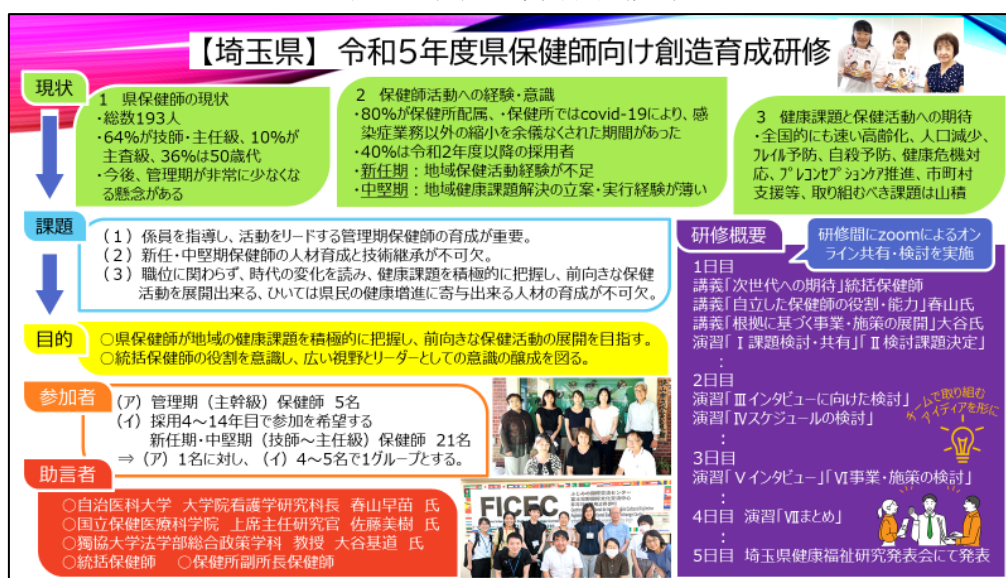 【埼玉県】 令和5年度県保健師向け創造育成研修
現状
1 県保健師の現状
・総数193人
・64%が技師・主任級、10%が
主査級、36%は50歳代
・今後、管理期が非常に少なくな
る懸念がある
2 保健師活動への経験・意識
・80%が保健所配属、・保健所ではcovid-19により、感
染症業務以外の縮小を余儀なくされた期間があった
・40%は令和2年度以降の採用者
・新任期：地域保健活動経験が不足
・中堅期：地域健康課題解決の立案・実行経験が薄い
3 健康課題と保健活動への期待
・全国的にも速い高齢化、人口減少、
フレイル予防、自殺予防、健康危機対
応、プレコンセプションケア推進、市町村
支援等、取り組むべき課題は山積
課題
（1）係員を指導し、活動をリードする管理期保健師の育成が重要。
（2）新任・中堅期保健師の人材育成と技術継承が不可欠。
（3）職位に関わらず、時代の変化を読み、健康課題を積極的に把握し、前向きな保健
活動を展開出来る、ひいては県民の健康増進に寄与出来る人材の育成が不可欠。
目的
○県保健師が地域の健康課題を積極的に把握し、前向きな保健活動の展開を目指す。
○統括保健師の役割を意識し、広い視野とリーダーとしての意識の醸成を図る。
参加者
（ア）管理期（主幹級）保健師 5名
（イ）採用4～14年目で参加を希望する
新任期・中堅期（技師～主任級）保健師 21名
⇒（ア）1名に対し、（イ）4～5名で1グループとする。
助言者
○自治医科大学 大学院看護学研究科長 春山早苗 氏
○国立保健医療科学院 上席主任研究官 佐藤美樹 氏
○獨協大学法学部総合政策学科 教授 大谷基道 氏
○統括保健師 ○保健所副所長保健師
FICEC
研修概要
研修間にzoomによるオン
ライン共有・検討を実施
1日目
講義「次世代への期待」統括保健師
講義「自立した保健師の役割・能力」春山氏
講義「根拠に基づく事業・施策の展開」大谷氏
演習「Ⅰ課題検討・共有」「Ⅱ検討課題決定」
：
2日目
演習「Ⅲインタビューに向けた検討」
演習「Ⅳスケジュールの検討」
：
チームで取り組む
アイディアを形に
3日目
演習「Ⅴインタビュー」「Ⅵ事業・施策の検討」
：
4日目 演習「Ⅶまとめ」
：
5日目 埼玉県健康福祉研究発表会にて発表